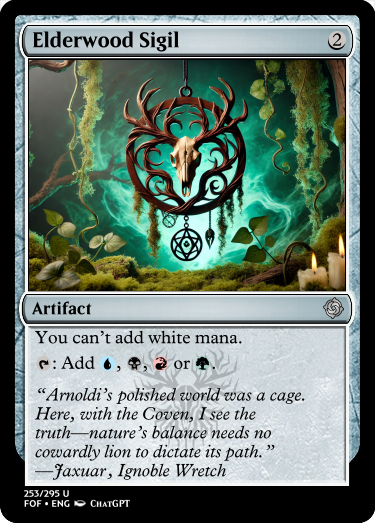 Elderwood Sigil 2
Artifact
You can't add white mana.
: Add , , or .
“Arnoldi's polished world was a cage.
Here, with the Coven, I see the
truth—nature's balance needs no
cowardly lion to dictate its path.”
—Jaxuar, Ignoble Wretch
253/295 U
FOF • ENG ChatGPT